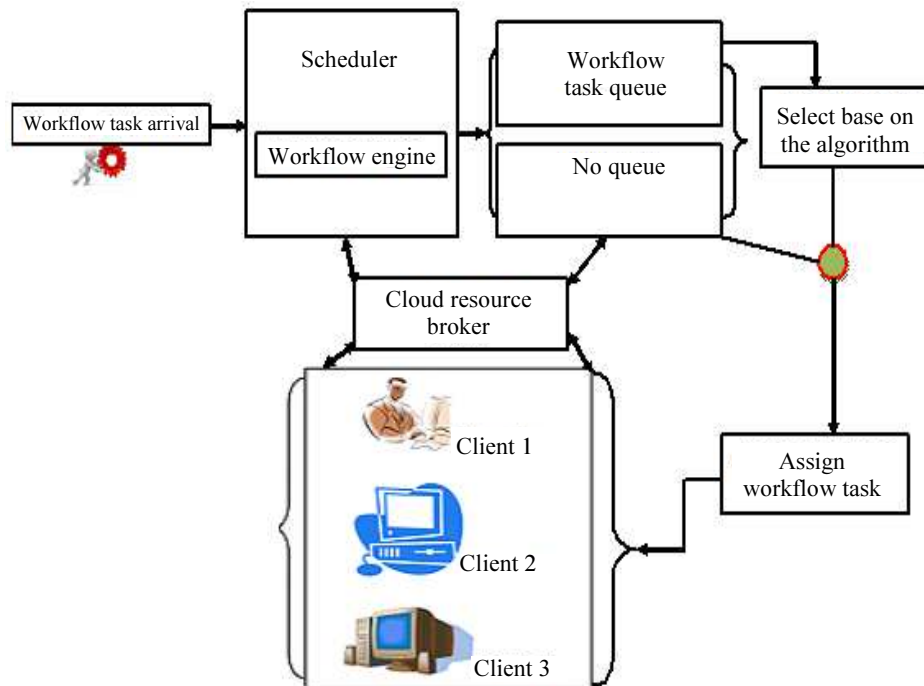 Workflow task arrival
Scheduler
Workflow engine
Workflow
task queue
No queue
Select base on
the algorithm
Cloud resource
broker
Client 1
Client 2
Client 3
Assign
workflow task